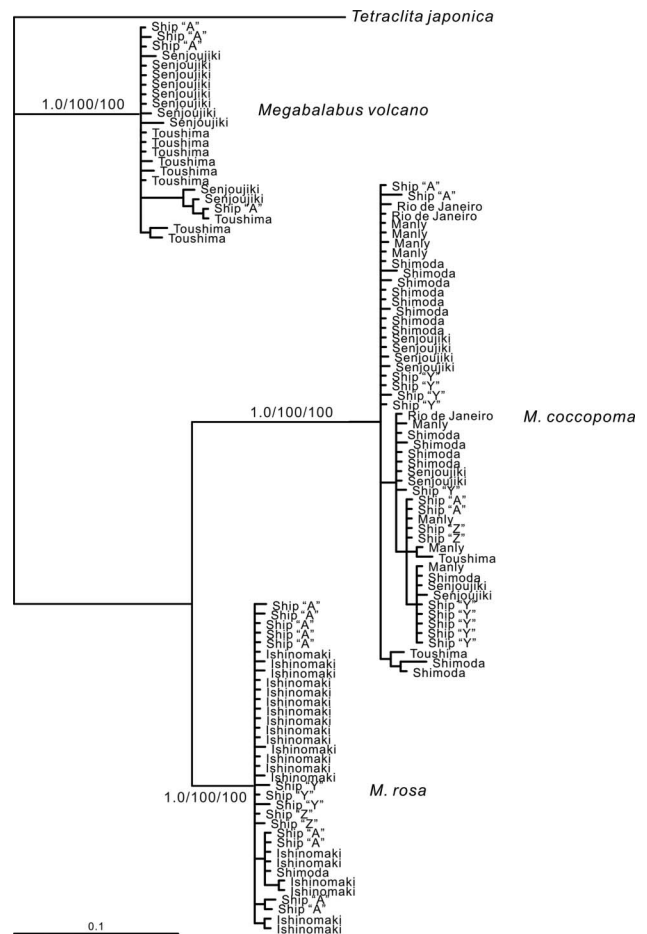 Tetraclita japonica
Ship "A"
Ship "A"
Ship "A"
Senjoujiki
Senjoujiki
Senjoujiki
Senjoujiki
Senjoujiki
Senjoujiki
1.0/100/100
Megabalabus volcano
Senjoujiki
Senjoujiki
Toushima
Toushima
Toushima
Toushima
Toushima
Toushima
Senjoujiki
Senjoujiki
Ship "A"
Toushima
Toushima
Toushima
Ship "A"
Ship "A"
Rio de Janeiro
Rio de Janeiro
Manly
Manly
Manly
Manly
Shimoda
Shimoda
Shimoda
Shimoda
Shimoda
Shimoda
Shimoda
Shimoda
Senjoujiki
Senjoujiki
Senjoujiki
Senjoujiki
Ship "Y"
Ship "Y"
Ship "Y"
Ship "Y"
1.0/100/100
M. coccopoma
Rio de Janeiro
Manly
Shimoda
Shimoda
Shimoda
Shimoda
Senjoujiki
Senjoujiki
Ship "Y"
Ship "A"
Ship "A"
Manly
Ship "Z"
Ship "Z"
Manly
Toushima
Manly
Shimoda
Senjoujiki
Senjoujiki
Ship "Y"
Ship "Y"
Ship "Y"
Ship "Y"
Ship "Y"
Toushima
Shimoda
Shimoda
Ship "A"
Ship "A"
Ship "A"
Ship "A"
Ship "A"
Ishinomaki
Ishinomaki
Ishinomaki
Ishinomaki
Ishinomaki
Ishinomaki
Ishinomaki
Ishinomaki
Ishinomaki
Ishinomaki
Ishinomaki
Ishinomaki
Ishinomaki
Ishinomaki
Ship "Y"
1.0/100/100
M. rosa
Ship "Y"
Ship "Y"
Ship "Z"
Ship "Z"
Ship "A"
Ship "A"
Ishinomaki
Ishinomaki
Shimoda
Ishinomaki
Ishinomaki
Ship "A"
Ship "A"
Ishinomaki
Ishinomaki
0.1